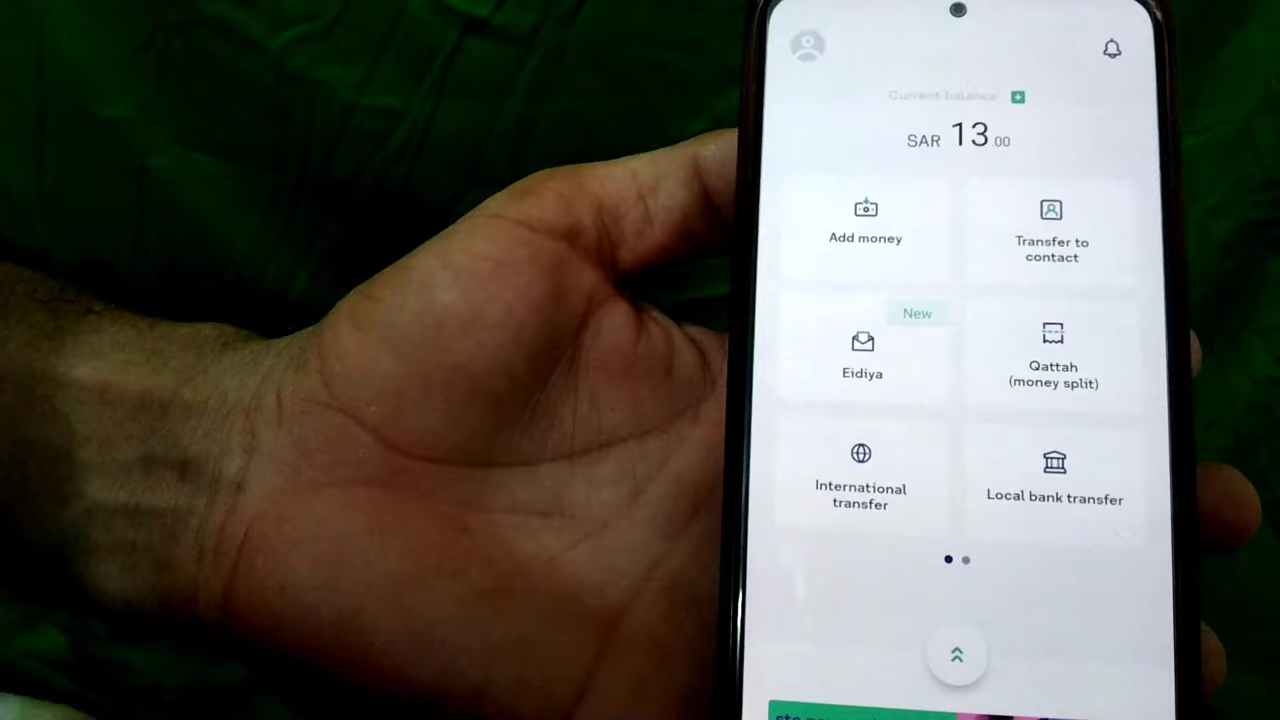 Current balance
SAR 13.00
Add money
Transfer to
contact
New
Eidiya
Qattah
(money split)
International
transfer
Local bank transfer